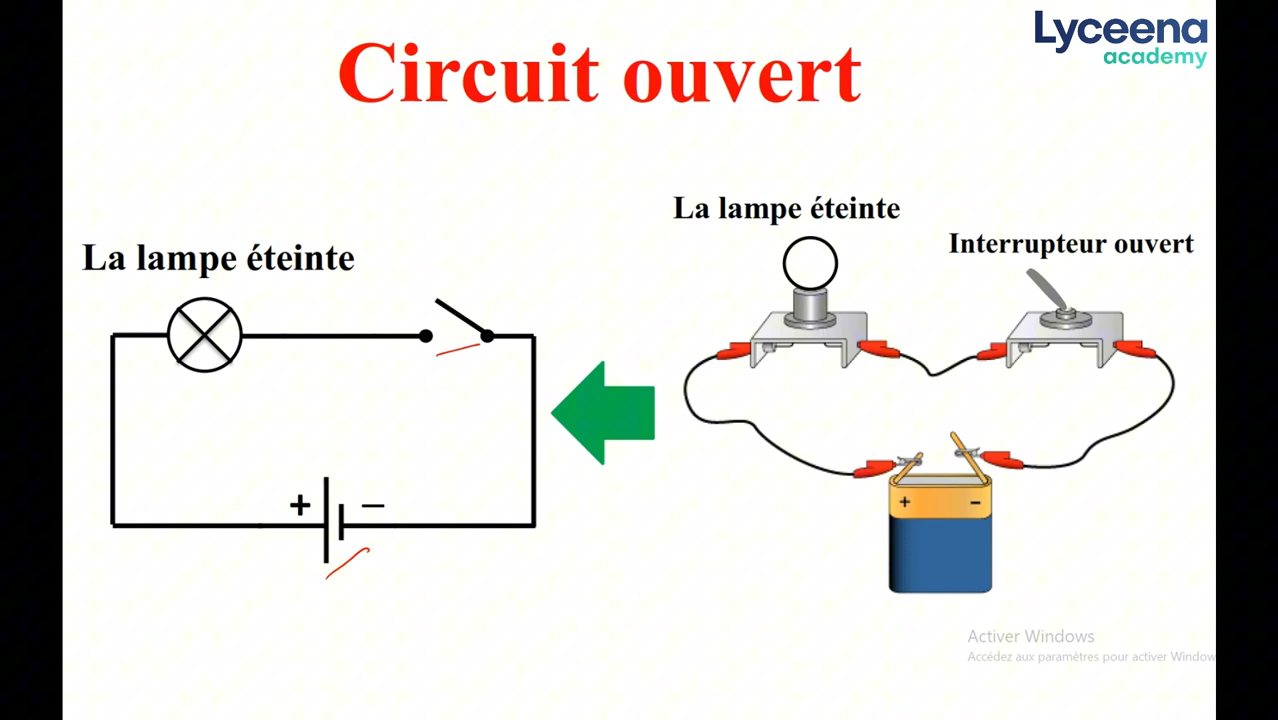 Lyceena
academy
Circuit ouvert
La lampe éteinte
Interrupteur ouvert
La lampe éteinte
+ −
+ −
Activer Windows
Accédez aux paramètres pour activer Window